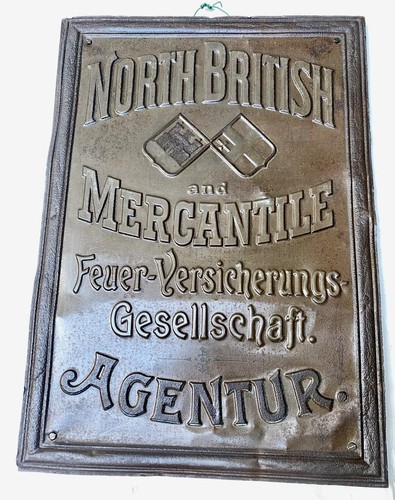 NORTH BRITISH
and
MERCANTILE
Feuer-Versicherungs-
Gesellschaft.
AGENTUR.